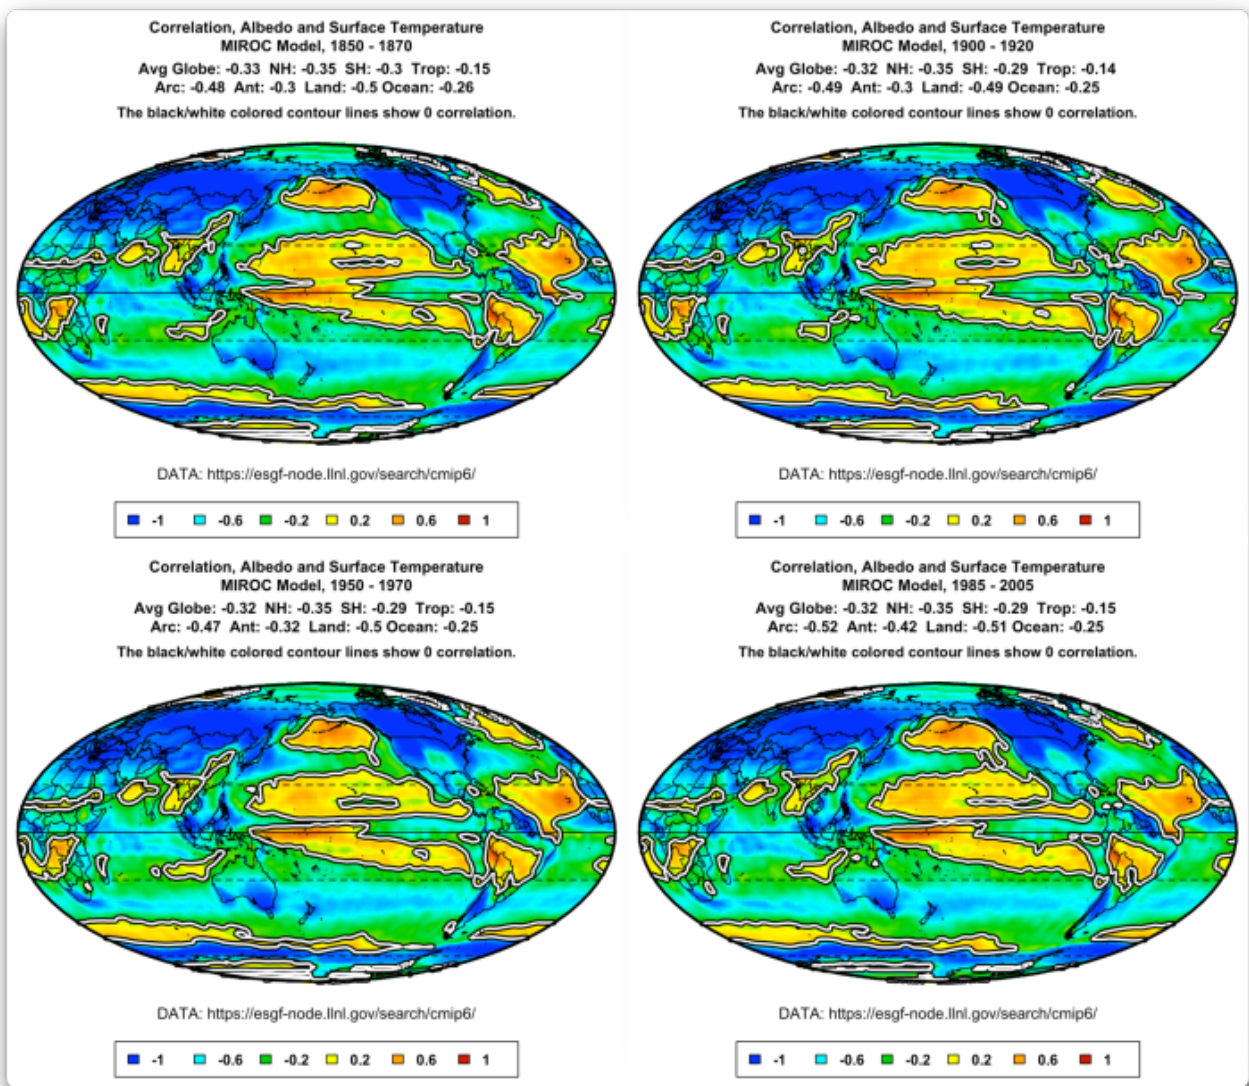 Correlation, Albedo and Surface Temperature
MIROC Model, 1850 - 1870
Avg Globe: -0.33 NH: -0.35 SH: -0.3 Trop: -0.15
Arc: -0.48 Ant: -0.3 Land: -0.5 Ocean: -0.26
The black/white colored contour lines show 0 correlation.
DATA: https://esgf-node.llnl.gov/search/cmip6/
-1 -0.6 -0.2 0.2 0.6 1
Correlation, Albedo and Surface Temperature
MIROC Model, 1900 - 1920
Avg Globe: -0.32 NH: -0.35 SH: -0.29 Trop: -0.14
Arc: -0.49 Ant: -0.3 Land: -0.49 Ocean: -0.25
The black/white colored contour lines show 0 correlation.
DATA: https://esgf-node.llnl.gov/search/cmip6/
-1 -0.6 -0.2 0.2 0.6 1
Correlation, Albedo and Surface Temperature
MIROC Model, 1950 - 1970
Avg Globe: -0.32 NH: -0.35 SH: -0.29 Trop: -0.15
Arc: -0.47 Ant: -0.32 Land: -0.5 Ocean: -0.25
The black/white colored contour lines show 0 correlation.
DATA: https://esgf-node.llnl.gov/search/cmip6/
-1 -0.6 -0.2 0.2 0.6 1
Correlation, Albedo and Surface Temperature
MIROC Model, 1985 - 2005
Avg Globe: -0.32 NH: -0.35 SH: -0.29 Trop: -0.15
Arc: -0.52 Ant: -0.42 Land: -0.51 Ocean: -0.25
The black/white colored contour lines show 0 correlation.
DATA: https://esgf-node.llnl.gov/search/cmip6/
-1 -0.6 -0.2 0.2 0.6 1